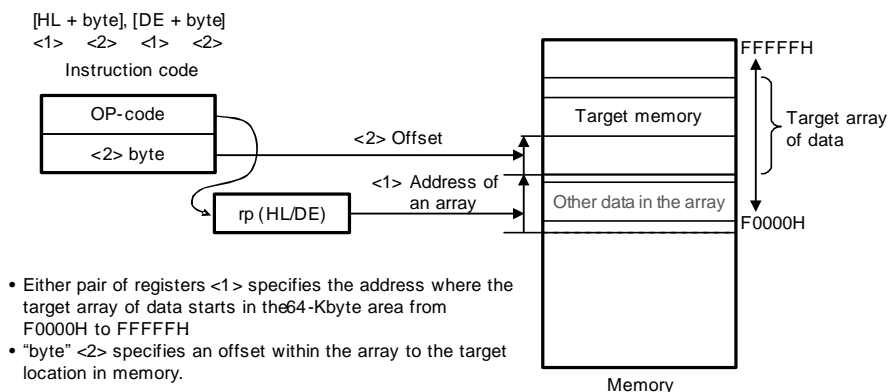 [HL + byte], [DE + byte]
<1> <2> <1> <2>
Instruction code
OP-code
<2> byte
<2> Offset
<1> Address of
an array
rp (HL/DE)
FFFFFH
Target memory
Target array
of data
Other data in the array
F0000H
Memory
• Either pair of registers <1> specifies the address where the
target array of data starts in the64-Kbyte area from
F0000H to FFFFFH
• “byte” <2> specifies an offset within the array to the target
location in memory.